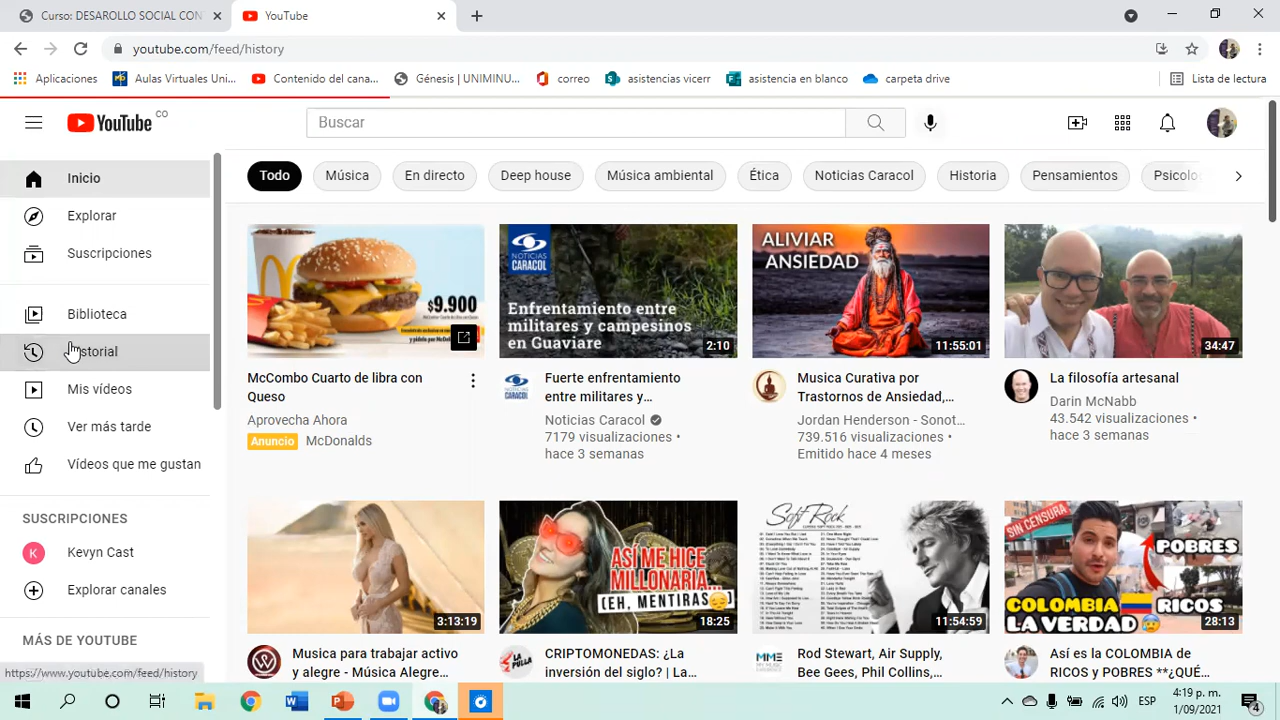 Curso: DESAROLLO SOCIAL CON
YouTube
youtube.com/feed/history
Aplicaciones
Aulas Virtuales Uni...
Contenido del cana...
Génesis | UNIMINU...
correo
asistencias vicerr
asistencia en blanco
carpeta drive
Lista de lectura
YouTube CO
Buscar
Inicio
Explorar
Suscripciones
Biblioteca
Mis vídeos
Ver más tarde
Vídeos que me gustan
SUSCRIPCIONES
K
Explorar canales
MÁS DE YOUTUBE
https://www.youtube.com/feed/history
Todo
Música
En directo
Deep house
Música ambiental
Ética
Noticias Caracol
Historia
Pensamientos
Psicolo
$9.900
McCombo Cuarto de libra con
Queso
Aprovecha Ahora
Anuncio McDonalds
NOTICIAS
CARACOL
Enfrentamiento entre
militares y campesinos
en Guaviare
2:10
Fuerte enfrentamiento
entre militares y...
Noticias Caracol
7179 visualizaciones •
hace 3 semanas
ALIVIAR
ANSIEDAD
11:55:01
Musica Curativa por
Trastornos de Ansiedad,...
Jordan Henderson - Sonot...
739.516 visualizaciones •
Emitido hace 4 meses
34:47
La filosofía artesanal
Darin McNabb
43.542 visualizaciones •
hace 3 semanas
3:13:19
Musica para trabajar activo
y alegre - Música Alegre...
ASÍ ME HICE
MILLONARIA...
(EH, MENTIRAS)
18:25
CRIPTOMONEDAS: ¿La
inversión del siglo? | La...
Soft Rock
11:54:59
Rod Stewart, Air Supply,
Bee Gees, Phil Collins,...
SIN CENSURA
COLOMBIA RICOS
LA VERDAD
28:13
Así es la COLOMBIA de
RICOS y POBRES **¿QUÉ...
ESP
4:19 p. m.
1/09/2021
4